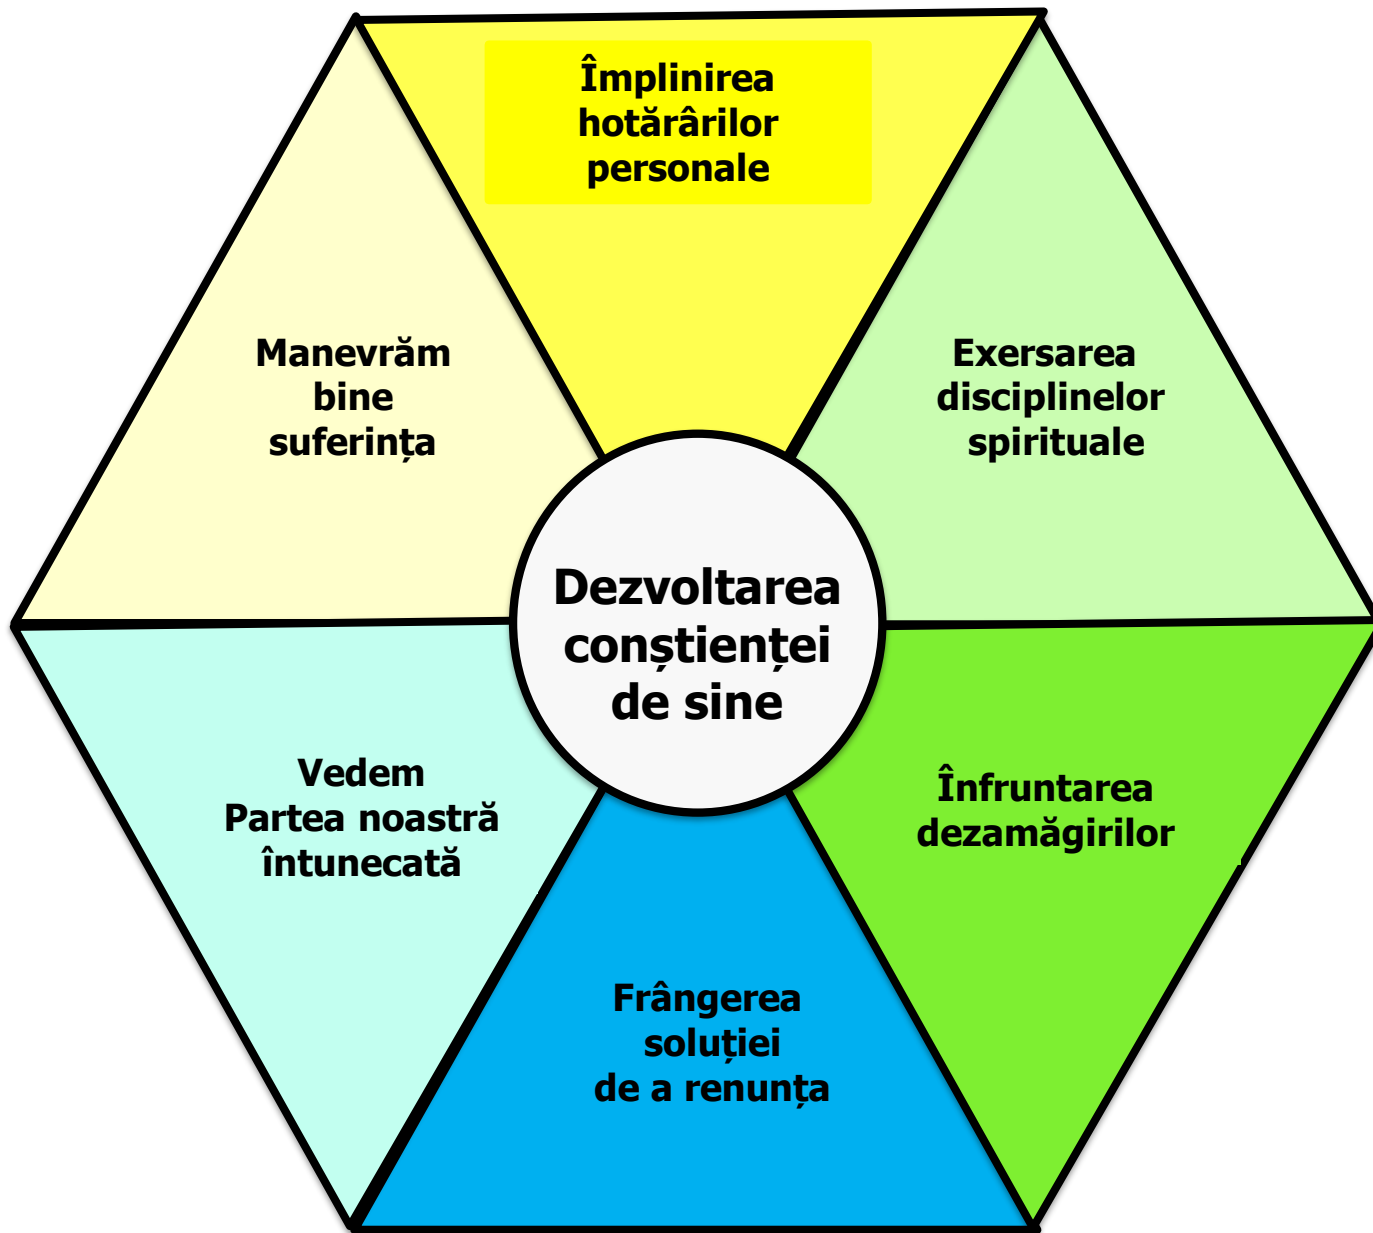 Împlinirea
hotărârilor
personale
Manevrăm
bine
suferința
Exersarea
disciplinelor
spirituale
Dezvoltarea
conștienței
de sine
Vedem
Partea noastră
întunecată
Înfruntarea
dezamăgirilor
Frângerea
soluției
de a renunța